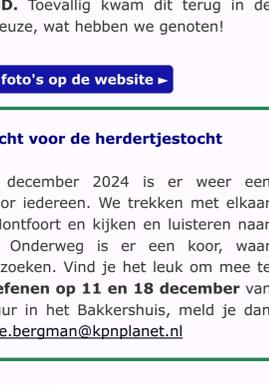 D. Toevallig kwam dit terug in de
euze, wat hebben we genoten!
foto's op de website ►
cht voor de herdertjestocht
december 2024 is er weer een
or iedereen. We trekken met elkaar
Montfoort en kijken en luisteren naar
Onderweg is er een koor, waar
zoeken. Vind je het leuk om mee te
efenen op 11 en 18 december van
uur in het Bakkershuis, meld je dan
e.bergman@kpnplanet.nl